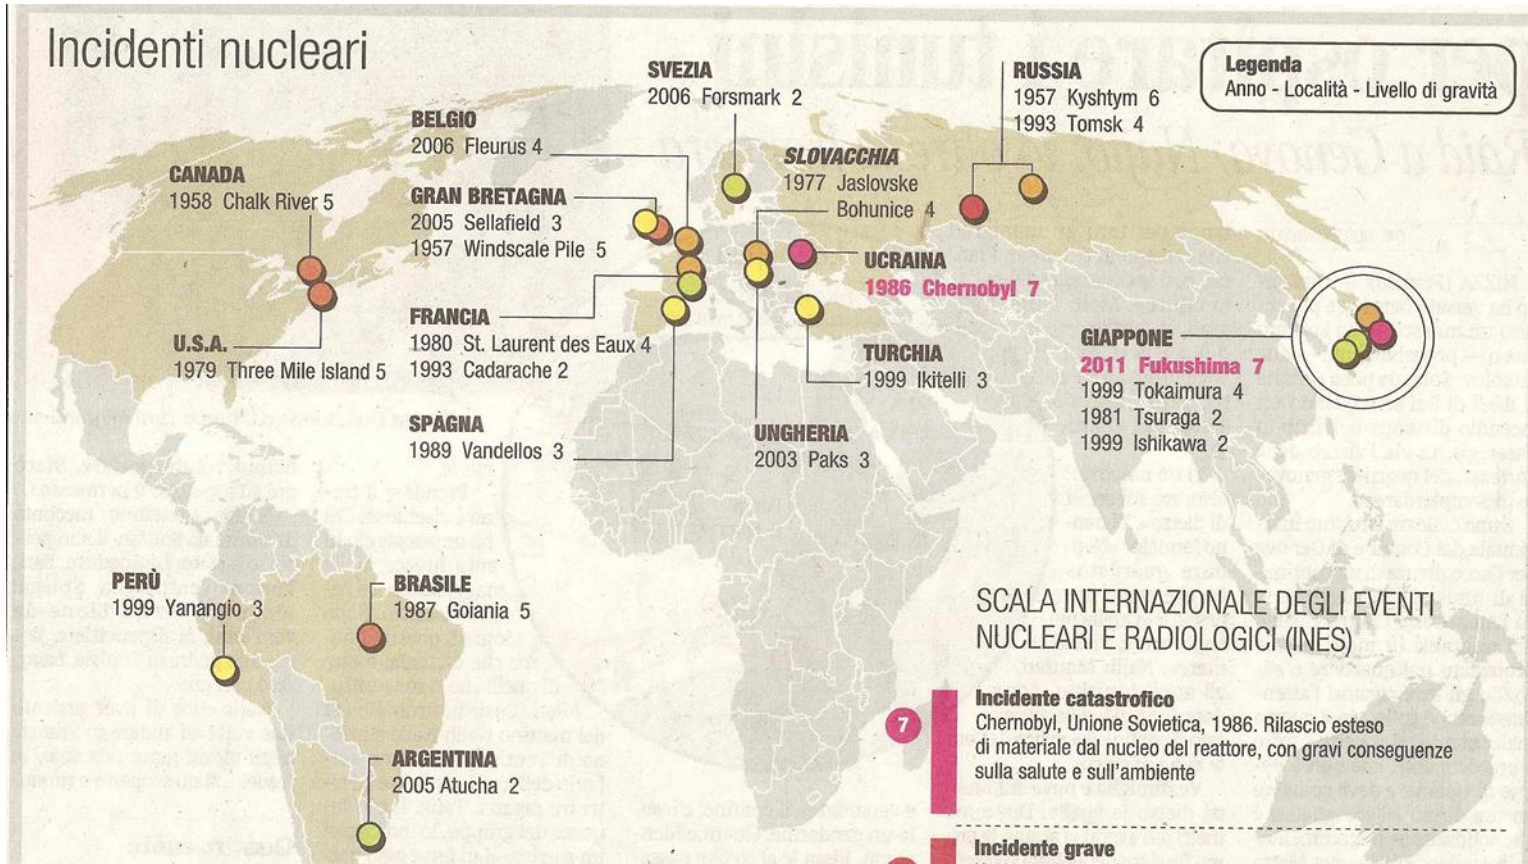 Incidenti nucleari
Legenda
Anno - Località - Livello di gravità
SVEZIA
2006 Forsmark 2
RUSSIA
1957 Kyshtym 6
1993 Tomsk 4
BELGIO
2006 Fleurus 4
SLOVACCHIA
1977 Jaslovske
Bohunice 4
CANADA
1958 Chalk River 5
GRAN BRETAGNA
2005 Sellafield 3
1957 Windscale Pile 5
UCRAINA
1986 Chernobyl 7
FRANCIA
1980 St. Laurent des Eaux 4
1993 Cadarache 2
U.S.A.
1979 Three Mile Island 5
TURCHIA
1999 Ikitelli 3
GIAPPONE
2011 Fukushima 7
1999 Tokaimura 4
1981 Tsuraga 2
1999 Ishikawa 2
SPAGNA
1989 Vandellos 3
UNGHERIA
2003 Paks 3
PERÙ
1999 Yanangio 3
BRASILE
1987 Goiania 5
ARGENTINA
2005 Atucha 2
SCALA INTERNAZIONALE DEGLI EVENTI
NUCLEARI E RADIOLOGICI (INES)
7
Incidente catastrofico
Chernobyl, Unione Sovietica, 1986. Rilascio esteso
di materiale dal nucleo del reattore, con gravi conseguenze
sulla salute e sull'ambiente
Incidente grave